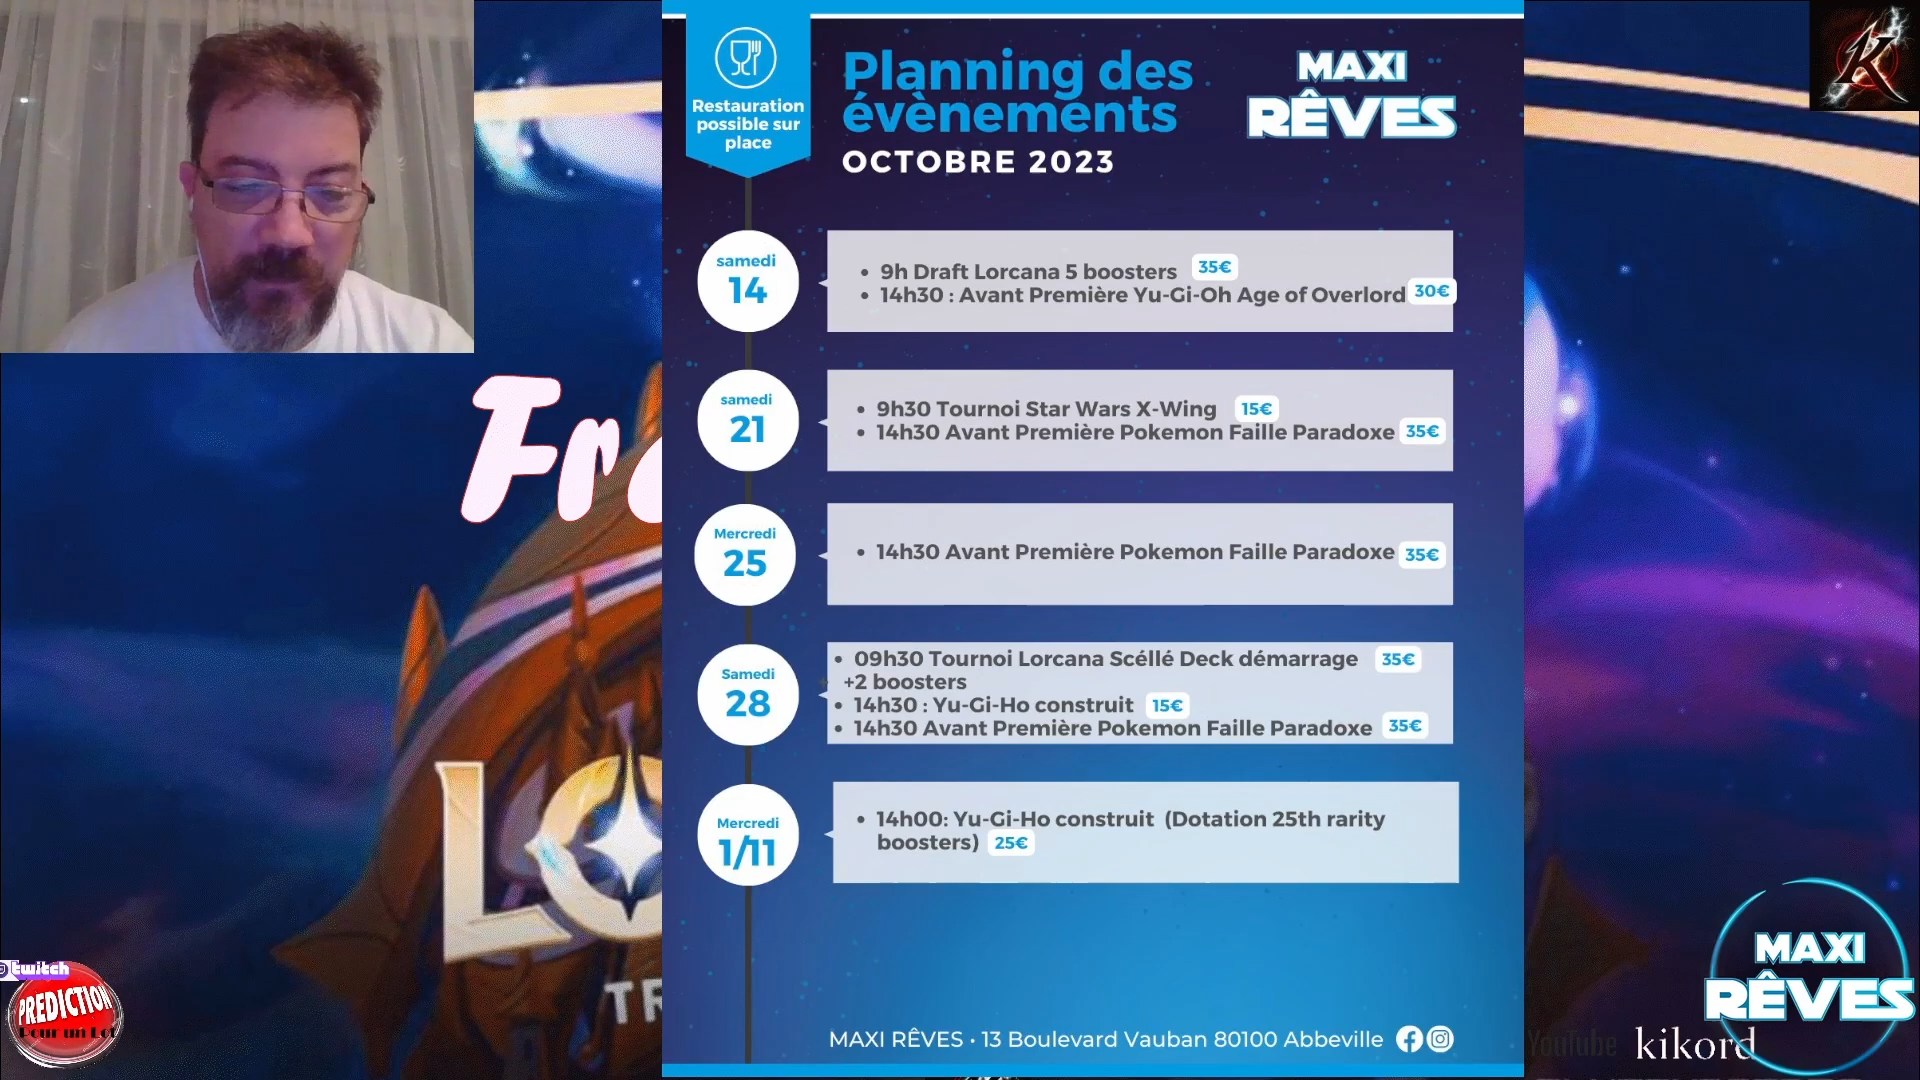 Restauration
possible sur
place
Planning des
évènements
OCTOBRE 2023
MAXI
RÊVES
K
samedi
14
9h Draft Lorcana 5 boosters 35€
14h30 : Avant Première Yu-Gi-Oh Age of Overlord 30€
samedi
21
9h30 Tournoi Star Wars X-Wing 15€
14h30 Avant Première Pokemon Faille Paradoxe 35€
Mercredi
25
14h30 Avant Première Pokemon Faille Paradoxe 35€
Samedi
28
09h30 Tournoi Lorcana Scéllé Deck démarrage 35€
+2 boosters
14h30 : Yu-Gi-Ho construit 15€
14h30 Avant Première Pokemon Faille Paradoxe 35€
Mercredi
1/11
14h00: Yu-Gi-Ho construit (Dotation 25th rarity
boosters) 25€
MAXI RÊVES • 13 Boulevard Vauban 80100 Abbeville
Fr
LO
TR
twitch
PREDICTION
Pour un Lot
MAXI
RÊVES
YouTube kikord